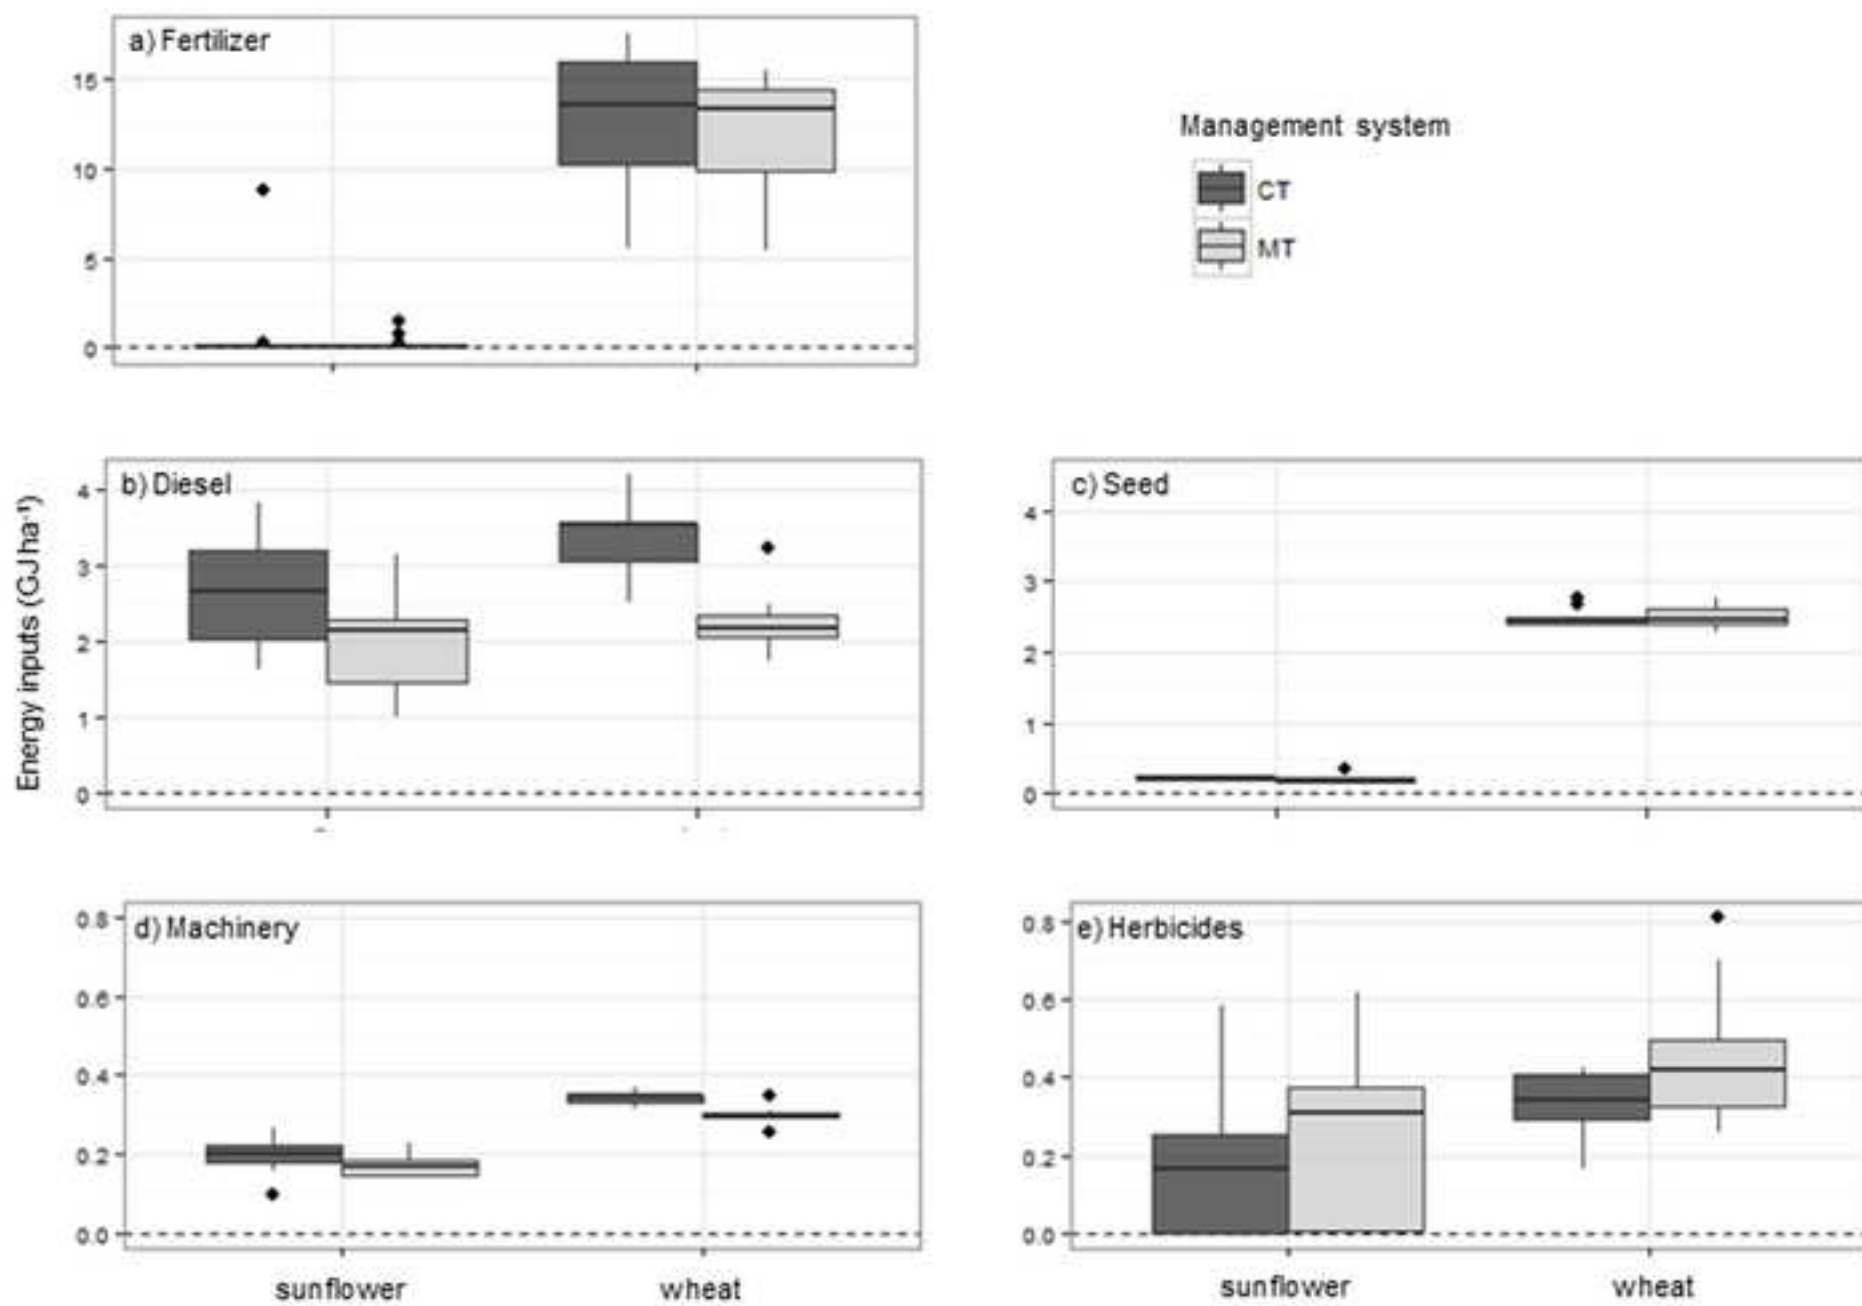 a) Fertilizer
15
10
5
0
Management system
CT
MT
Energy inputs (GJ ha⁻¹)
b) Diesel
4
3
2
1
0
c) Seed
4
3
2
1
0
d) Machinery
0.8
0.6
0.4
0.2
0.0
sunflower wheat
e) Herbicides
0.8
0.6
0.4
0.2
0.0
sunflower wheat